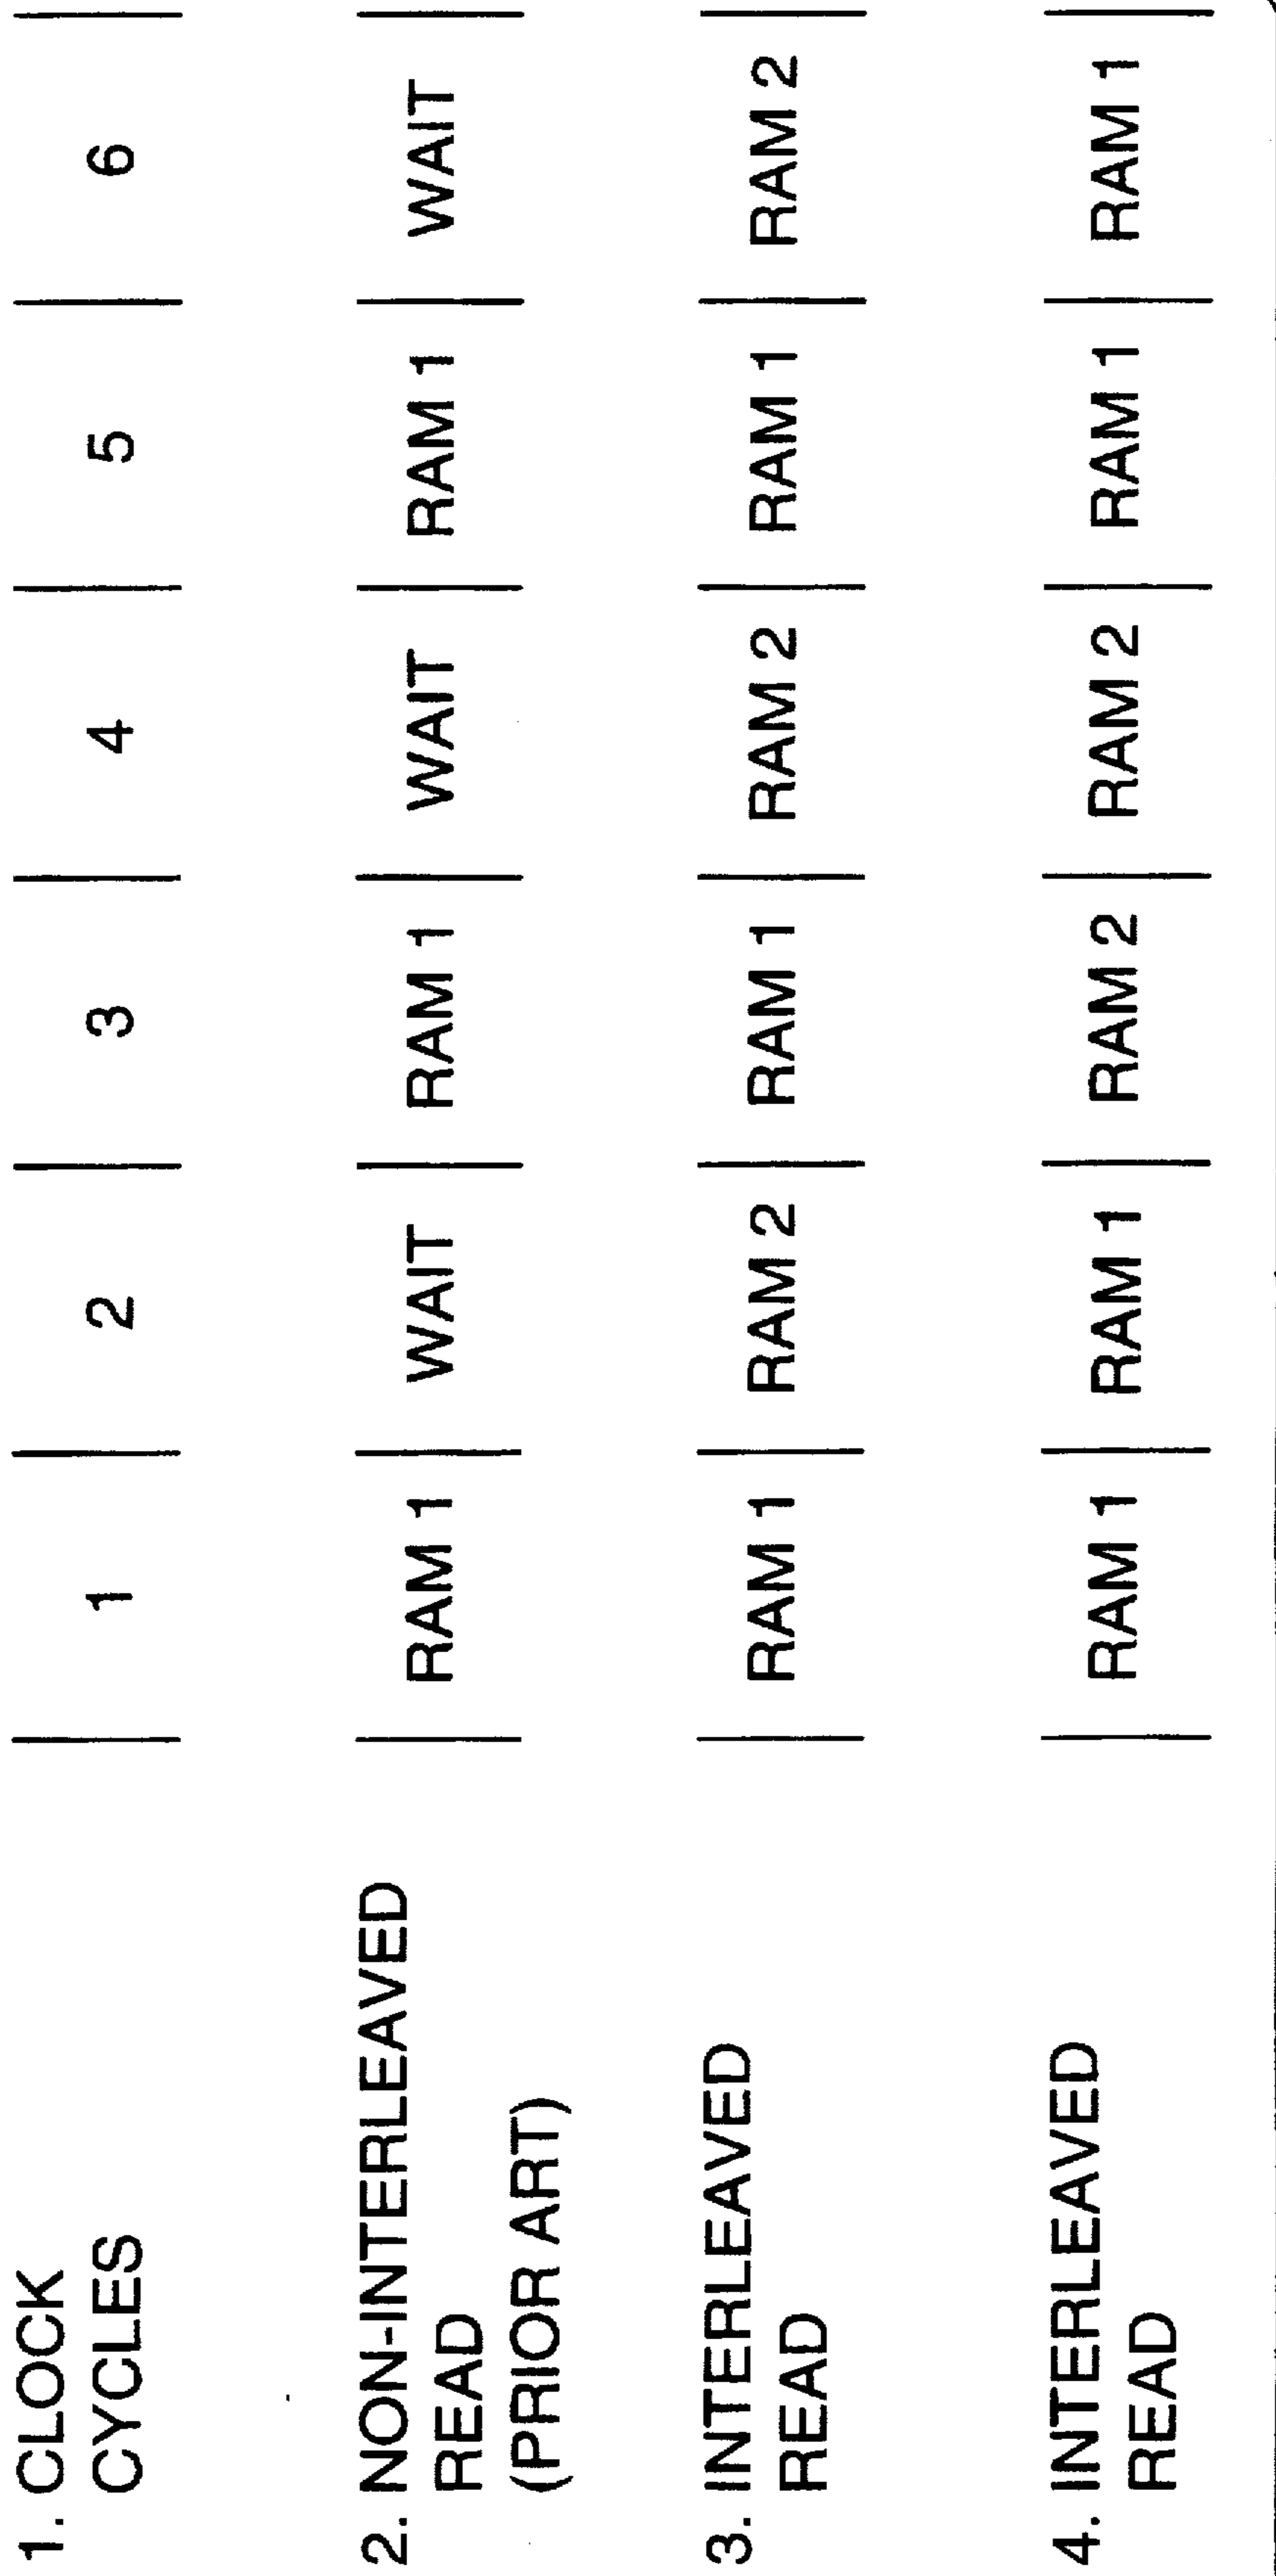 1. CLOCK
CYCLES
1 2 3 4 5 6
2. NON-INTERLEAVED
READ
(PRIOR ART)
RAM 1 WAIT RAM 1 WAIT RAM 1 WAIT
3. INTERLEAVED
READ
RAM 1 RAM 2 RAM 1 RAM 2 RAM 1 RAM 2
4. INTERLEAVED
READ
RAM 1 RAM 1 RAM 2 RAM 2 RAM 1 RAM 1